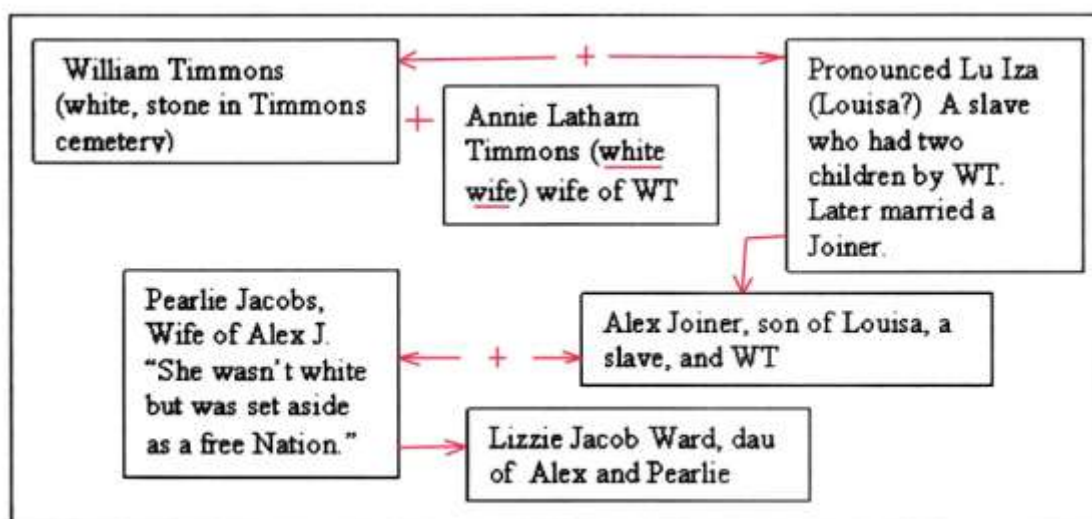 William Timmons
(white, stone in Timmons
cemetery)
+
+
Annie Latham
Timmons (white
wife) wife of WT
Pronounced Lu Iza
(Louisa?) A slave
who had two
children by WT.
Later married a
Joiner.
Pearlie Jacobs,
Wife of Alex J.
“She wasn't white
but was set aside
as a free Nation.”
+
Alex Joiner, son of Louisa, a
slave, and WT
Lizzie Jacob Ward, dau
of Alex and Pearlie